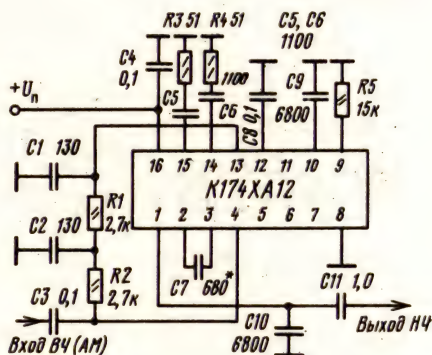 R3 51 R4 51 C5, C6
1100
C4
0,1
+Uп
1100
C5 C6 C8 0,1 C9
6800
R5
15к
C1 130
16 15 14 13 12 11 10 9
К174ХА12
R1
2,7к
1 2 3 4 5 6 7 8
C2 130
R2
2,7к
C7 680*
C11 1,0
C3 0,1
Вход ВЧ (АМ)
C10
6800
Выход НЧ